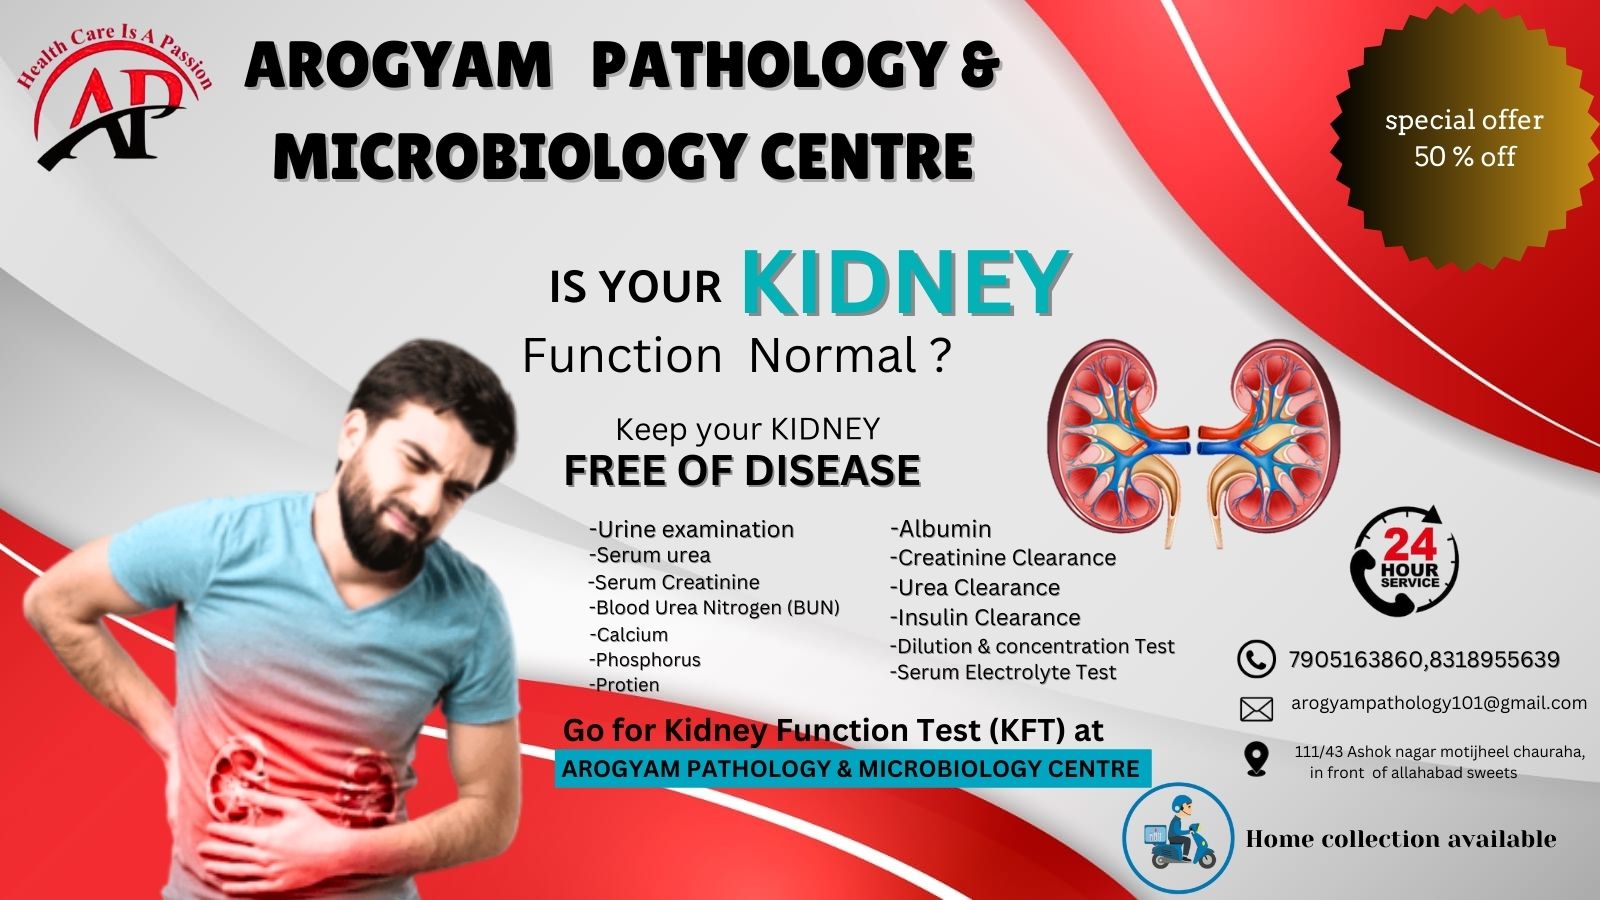 Health Care Is A Passion
AP
AROGYAM PATHOLOGY &
MICROBIOLOGY CENTRE
special offer
50 % off
IS YOUR KIDNEY
Function Normal ?
Keep your KIDNEY
FREE OF DISEASE
-Urine examination
-Serum urea
-Serum Creatinine
-Blood Urea Nitrogen (BUN)
-Calcium
-Phosphorus
-Protien
-Albumin
-Creatinine Clearance
-Urea Clearance
-Insulin Clearance
-Dilution & concentration Test
-Serum Electrolyte Test
Go for Kidney Function Test (KFT) at
AROGYAM PATHOLOGY & MICROBIOLOGY CENTRE
24
HOUR
SERVICE
7905163860,8318955639
arogyampathology101@gmail.com
111/43 Ashok nagar motijheel chauraha,
in front of allahabad sweets
Home collection available